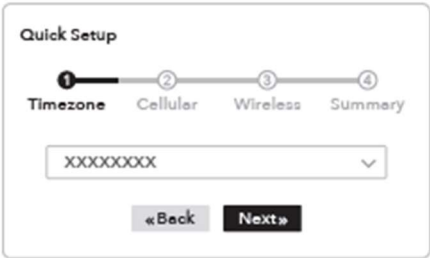 Quick Setup
1 2 3 4
Timezone Cellular Wireless Summary
XXXXXXXX
«Back Next»